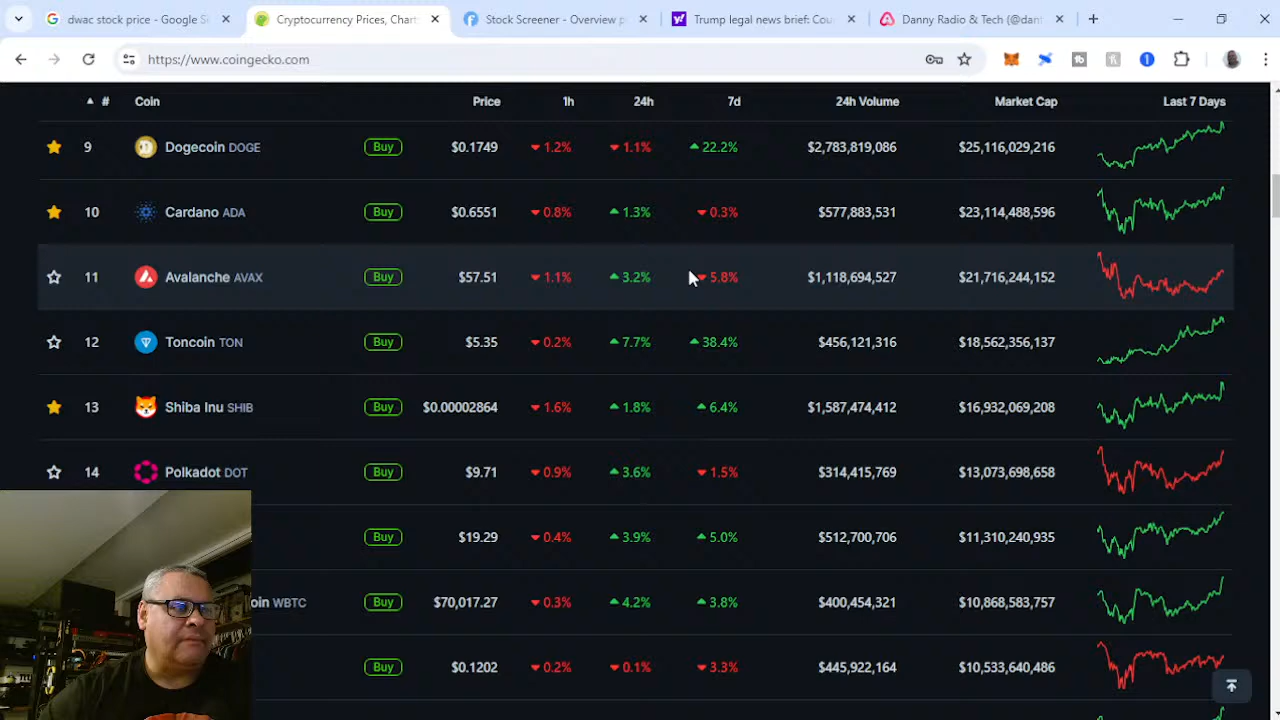 dwac stock price - Google Se
Cryptocurrency Prices, Chart
Stock Screener - Overview p
Trump legal news brief: Cou
Danny Radio & Tech (@dant
https://www.coingecko.com
# Coin Price 1h 24h 7d 24h Volume Market Cap Last 7 Days
9 Dogecoin DOGE Buy $0.1749 1.2% 1.1% 22.2% $2,783,819,086 $25,116,029,216
10 Cardano ADA Buy $0.6551 0.8% 1.3% 0.3% $577,883,531 $23,114,488,596
11 Avalanche AVAX Buy $57.51 1.1% 3.2% 5.8% $1,118,694,527 $21,716,244,152
12 Toncoin TON Buy $5.35 0.2% 7.7% 38.4% $456,121,316 $18,562,356,137
13 Shiba Inu SHIB Buy $0.00002864 1.6% 1.8% 6.4% $1,587,474,412 $16,932,069,208
14 Polkadot DOT Buy $9.71 0.9% 3.6% 1.5% $314,415,769 $13,073,698,658
Buy $19.29 0.4% 3.9% 5.0% $512,700,706 $11,310,240,935
oin WBTC Buy $70,017.27 0.3% 4.2% 3.8% $400,454,321 $10,868,583,757
Buy $0.1202 0.2% 0.1% 3.3% $445,922,164 $10,533,640,486